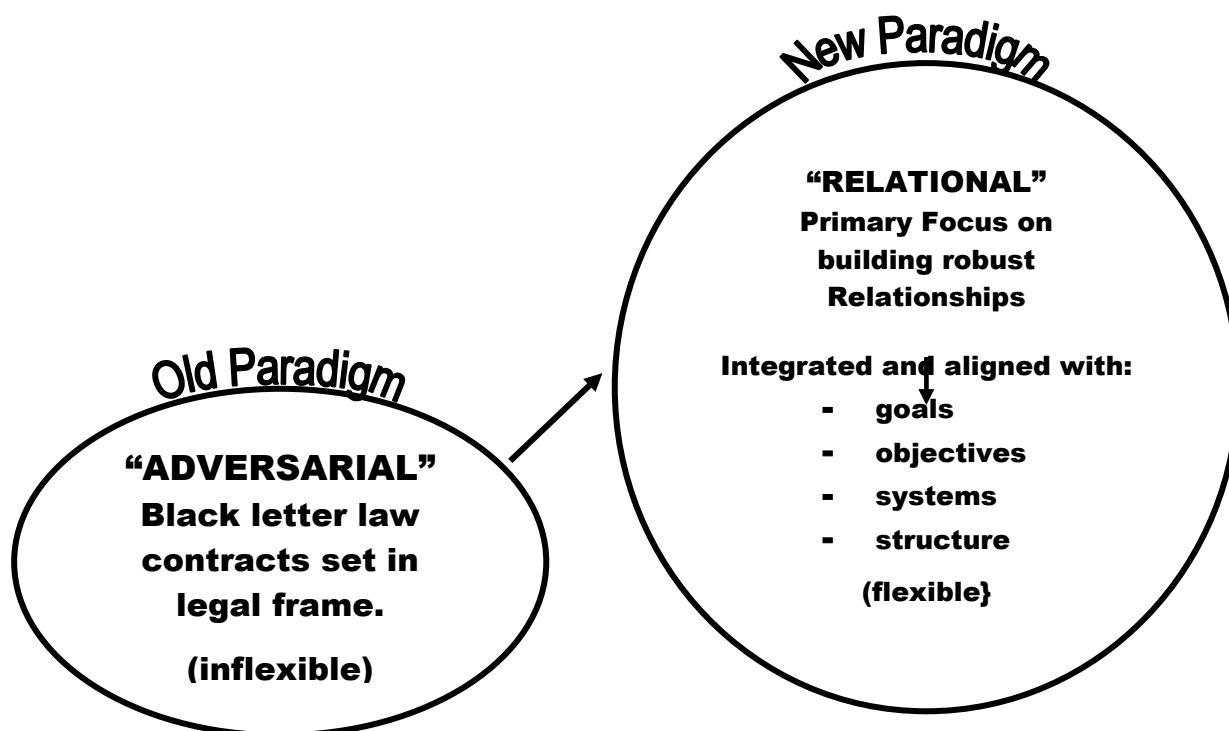 New Paradigm
“RELATIONAL”
Primary Focus on
building robust
Relationships
Integrated and aligned with:
- goals
- objectives
- systems
- structure
(flexible}
Old Paradigm
“ADVERSARIAL”
Black letter law
contracts set in
legal frame.
(inflexible)